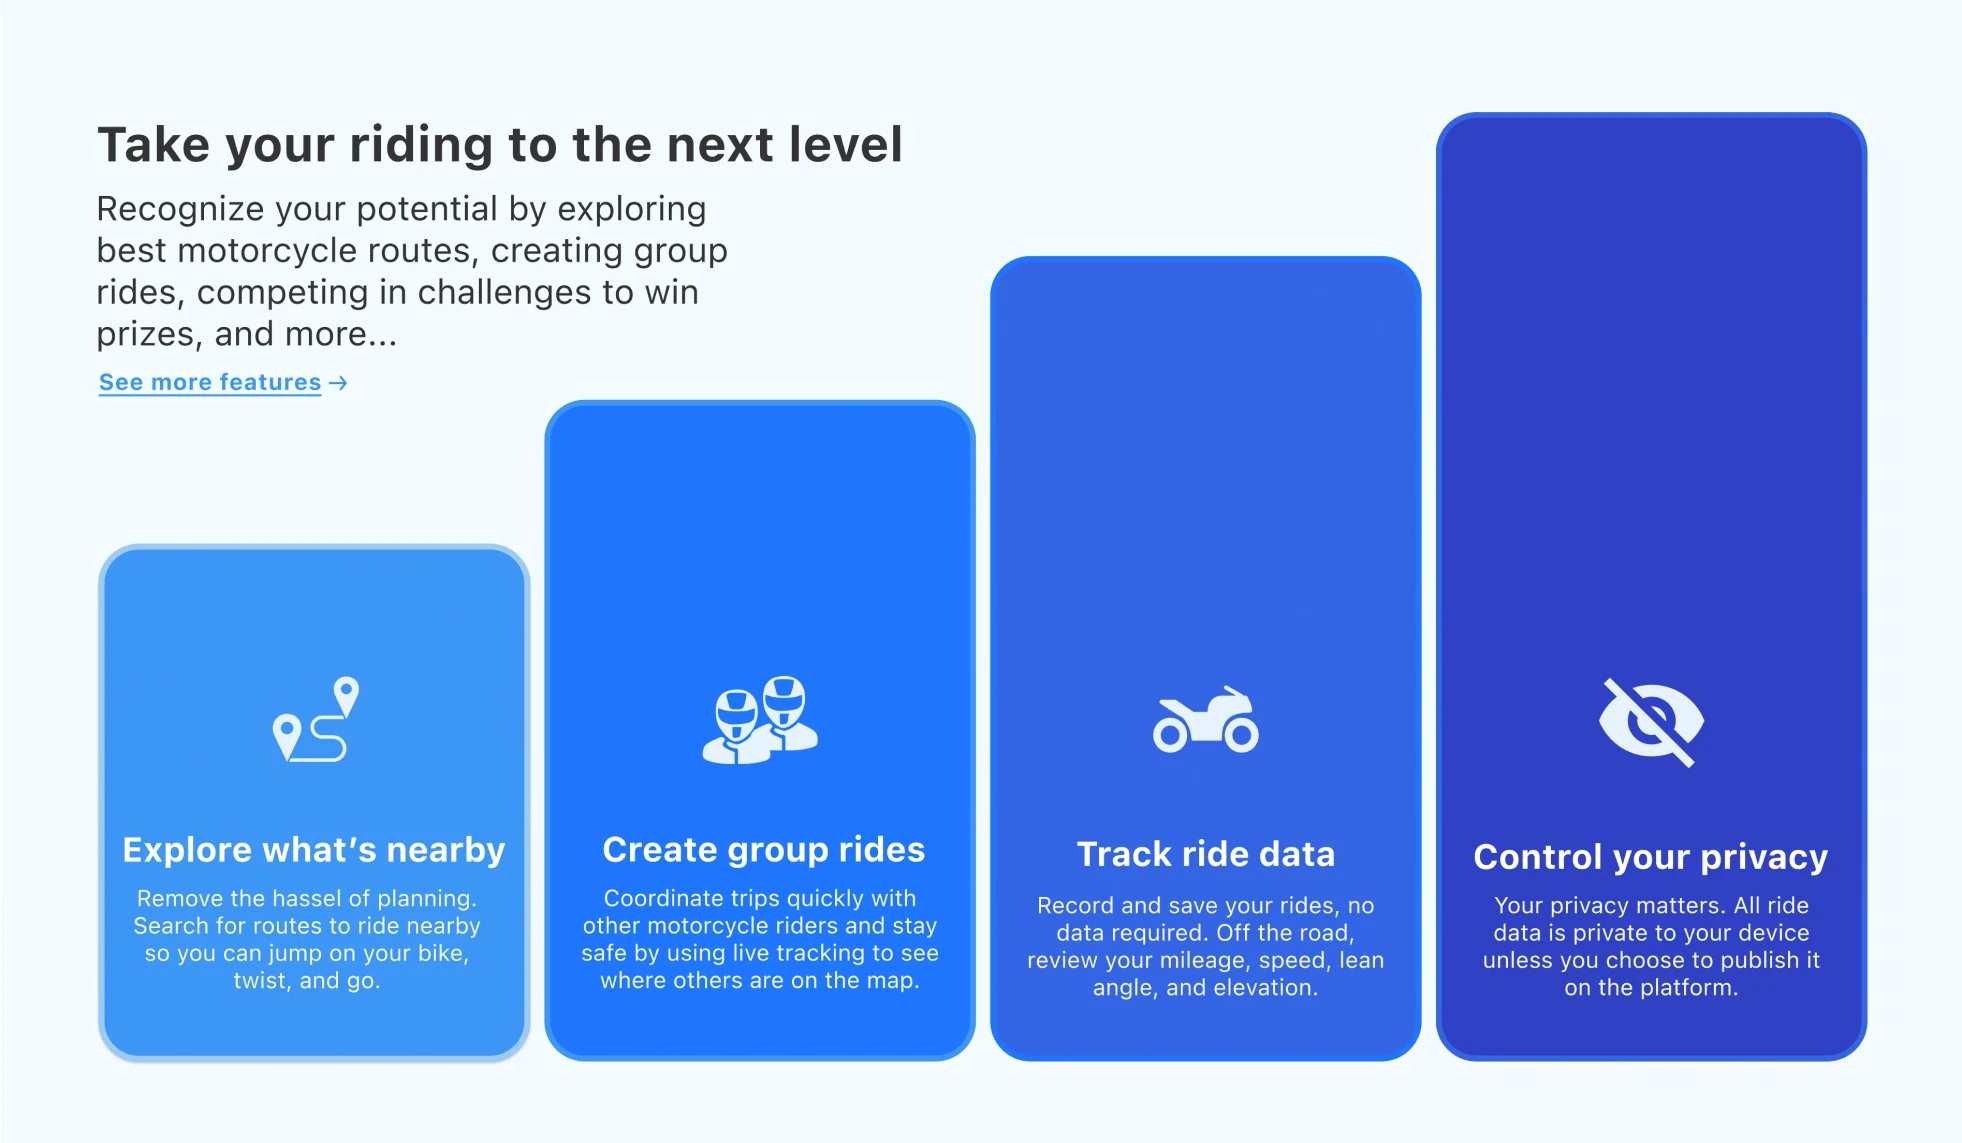 Take your riding to the next level
Recognize your potential by exploring
best motorcycle routes, creating group
rides, competing in challenges to win
prizes, and more...
See more features →
Explore what’s nearby
Remove the hassel of planning.
Search for routes to ride nearby
so you can jump on your bike,
twist, and go.
Create group rides
Coordinate trips quickly with
other motorcycle riders and stay
safe by using live tracking to see
where others are on the map.
Track ride data
Record and save your rides, no
data required. Off the road,
review your mileage, speed, lean
angle, and elevation.
Control your privacy
Your privacy matters. All ride
data is private to your device
unless you choose to publish it
on the platform.